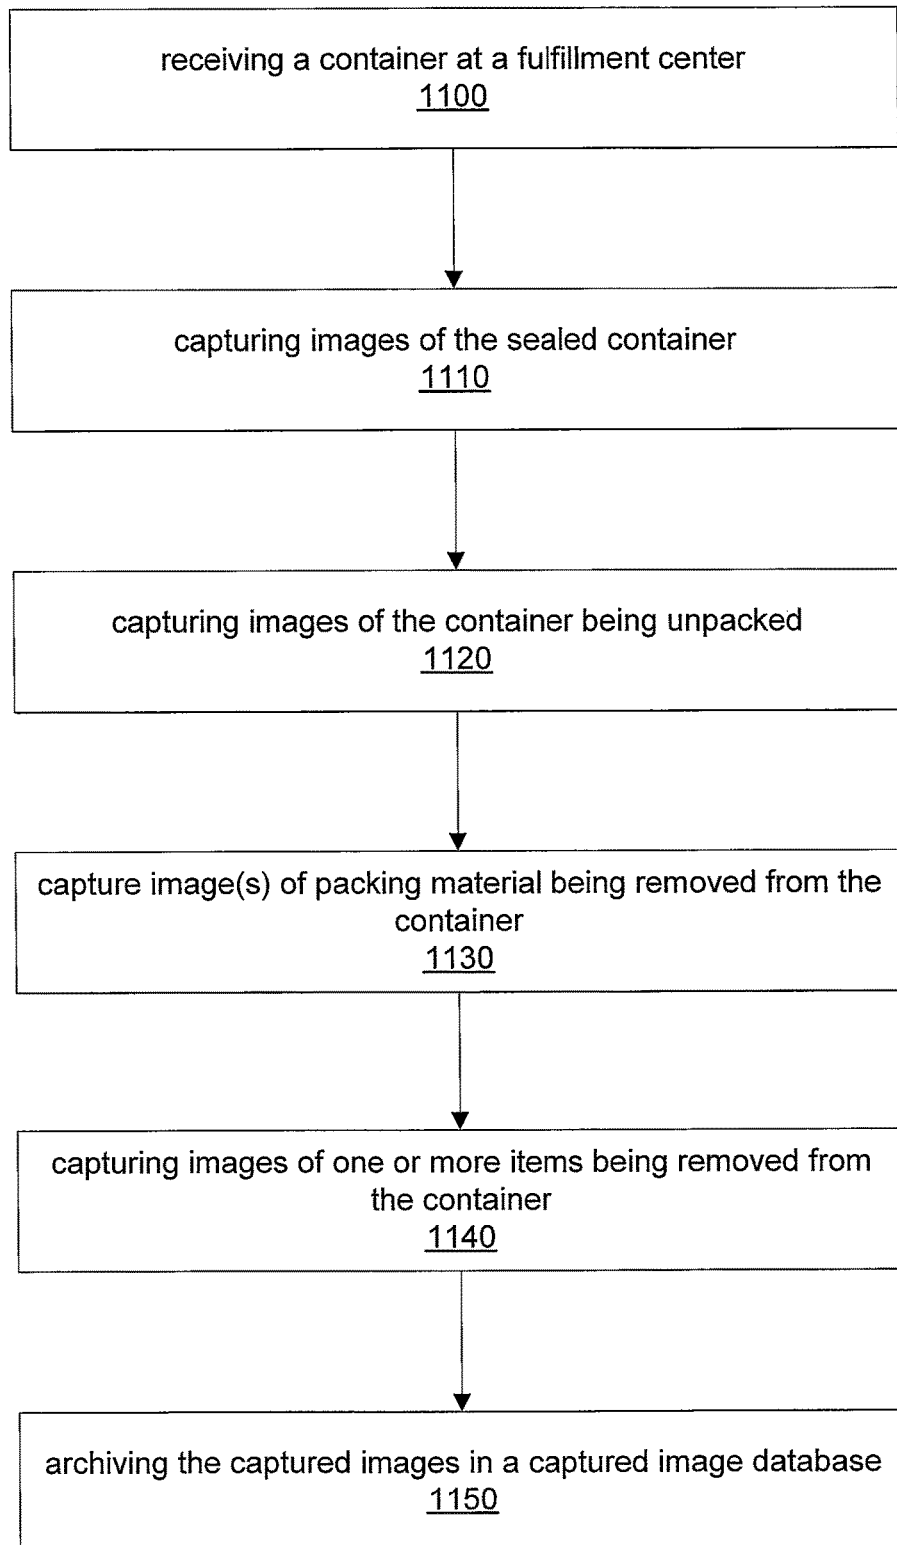 receiving a container at a fulfillment center
1100
capturing images of the sealed container
1110
capturing images of the container being unpacked
1120
capture image(s) of packing material being removed from the
container
1130
capturing images of one or more items being removed from
the container
1140
archiving the captured images in a captured image database
1150